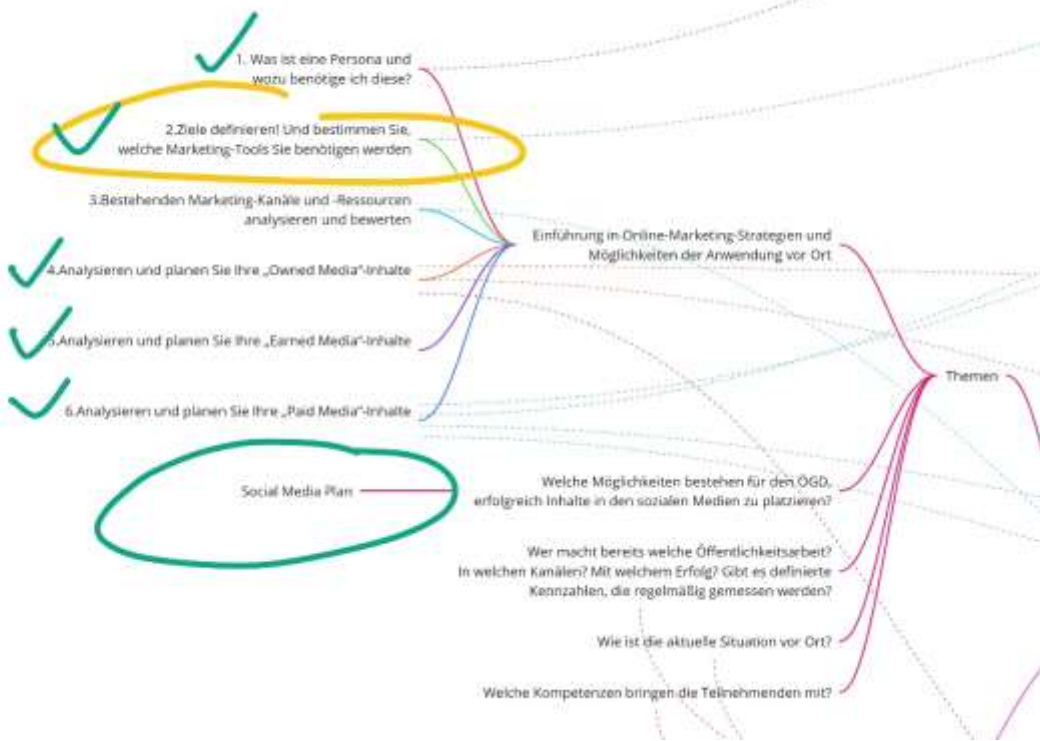 1. Was ist eine Persona und
wozu benötige ich diese?
2.Ziele definieren! Und bestimmen Sie,
welche Marketing-Tools Sie benötigen werden
3.Bestehenden Marketing-Kanäle und -Ressourcen
analysieren und bewerten
4.Analysieren und planen Sie Ihre „Owned Media“-Inhalte
5.Analysieren und planen Sie Ihre „Earned Media“-Inhalte
6.Analysieren und planen Sie Ihre „Paid Media“-Inhalte
Social Media Plan
Einführung in Online-Marketing-Strategien und
Möglichkeiten der Anwendung vor Ort
Themen
Welche Möglichkeiten bestehen für den ÖGD,
erfolgreich Inhalte in den sozialen Medien zu platzieren?
Wer macht bereits welche Öffentlichkeitsarbeit?
In welchen Kanälen? Mit welchem Erfolg? Gibt es definierte
Kennzahlen, die regelmäßig gemessen werden?
Wie ist die aktuelle Situation vor Ort?
Welche Kompetenzen bringen die Teilnehmenden mit?